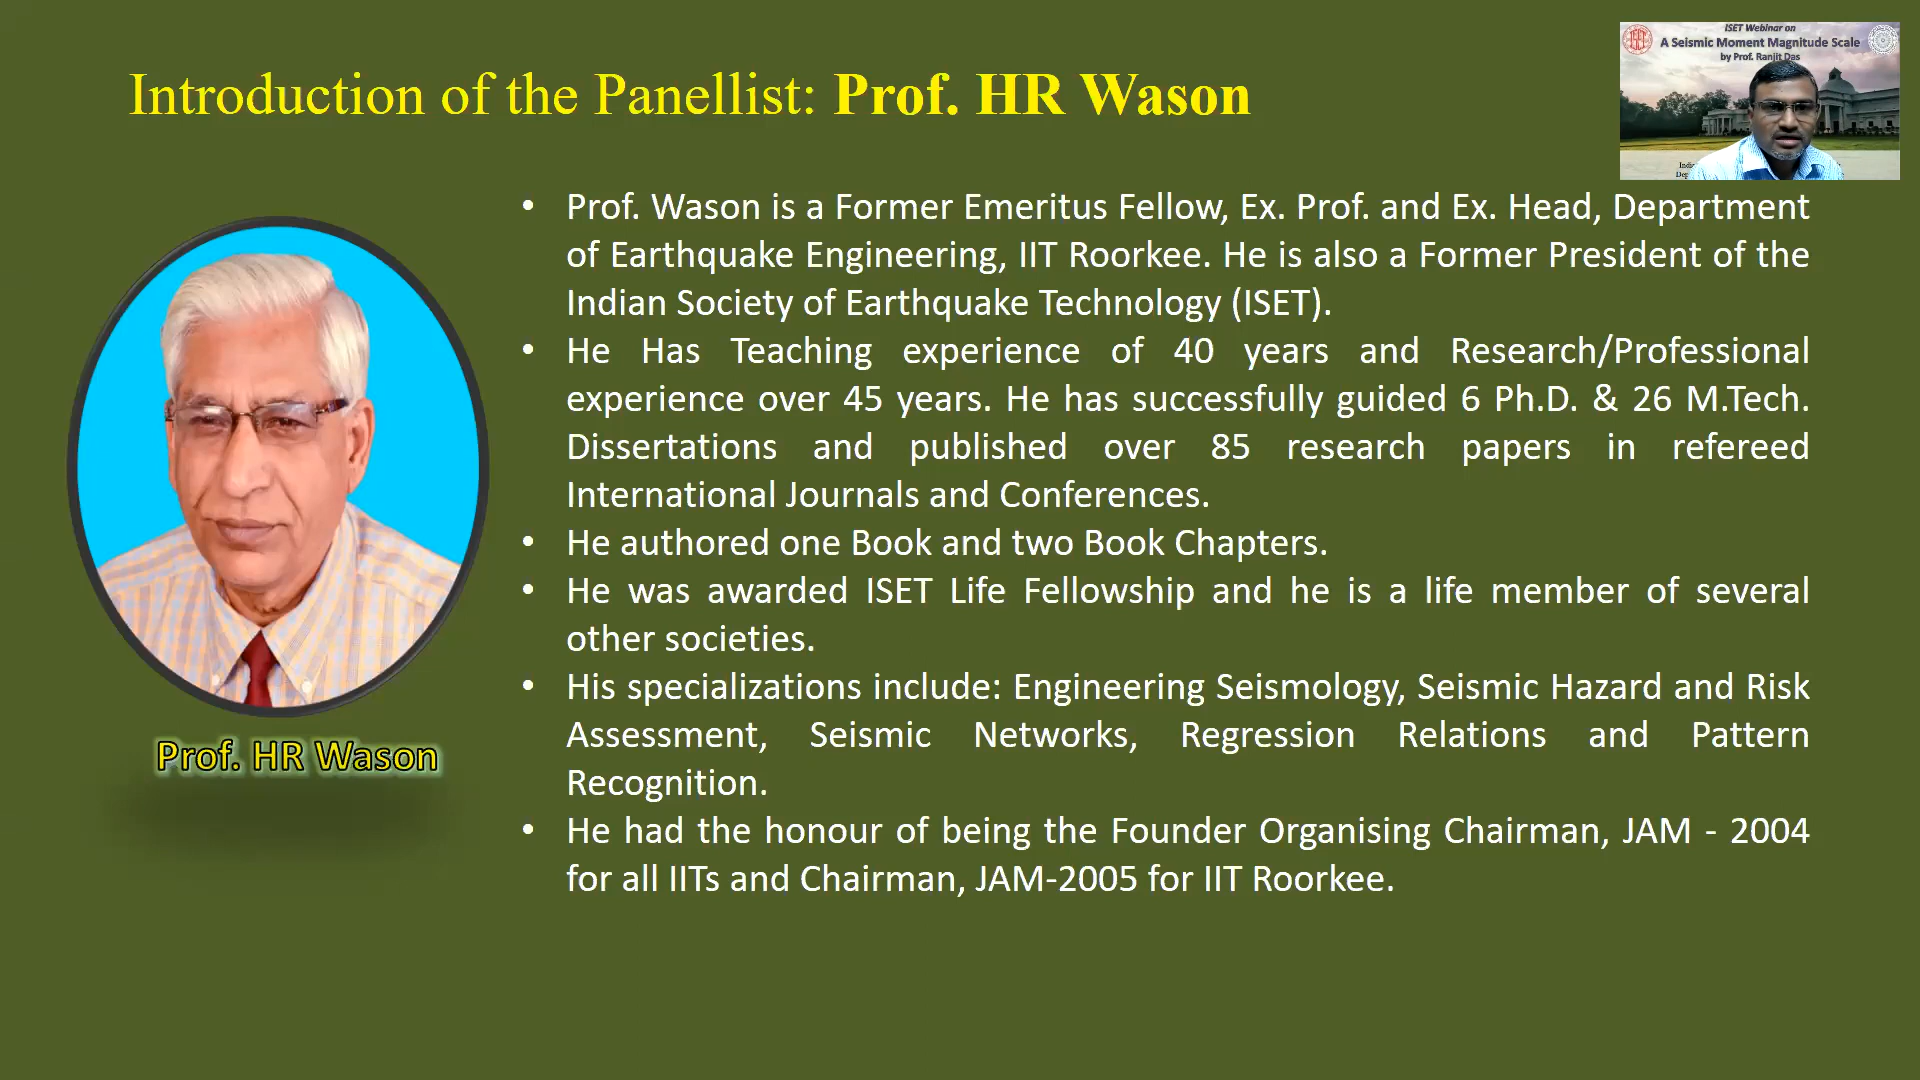 ISET Webinar on
A Seismic Moment Magnitude Scale
by Prof. Ranjit Das
ISET
Introduction of the Panellist: Prof. HR Wason
• Prof. Wason is a Former Emeritus Fellow, Ex. Prof. and Ex. Head, Department
of Earthquake Engineering, IIT Roorkee. He is also a Former President of the
Indian Society of Earthquake Technology (ISET).
• He Has Teaching experience of 40 years and Research/Professional
experience over 45 years. He has successfully guided 6 Ph.D. & 26 M.Tech.
Dissertations and published over 85 research papers in refereed
International Journals and Conferences.
• He authored one Book and two Book Chapters.
• He was awarded ISET Life Fellowship and he is a life member of several
other societies.
• His specializations include: Engineering Seismology, Seismic Hazard and Risk
Assessment, Seismic Networks, Regression Relations and Pattern
Recognition.
• He had the honour of being the Founder Organising Chairman, JAM - 2004
for all IITs and Chairman, JAM-2005 for IIT Roorkee.
Prof. HR Wason